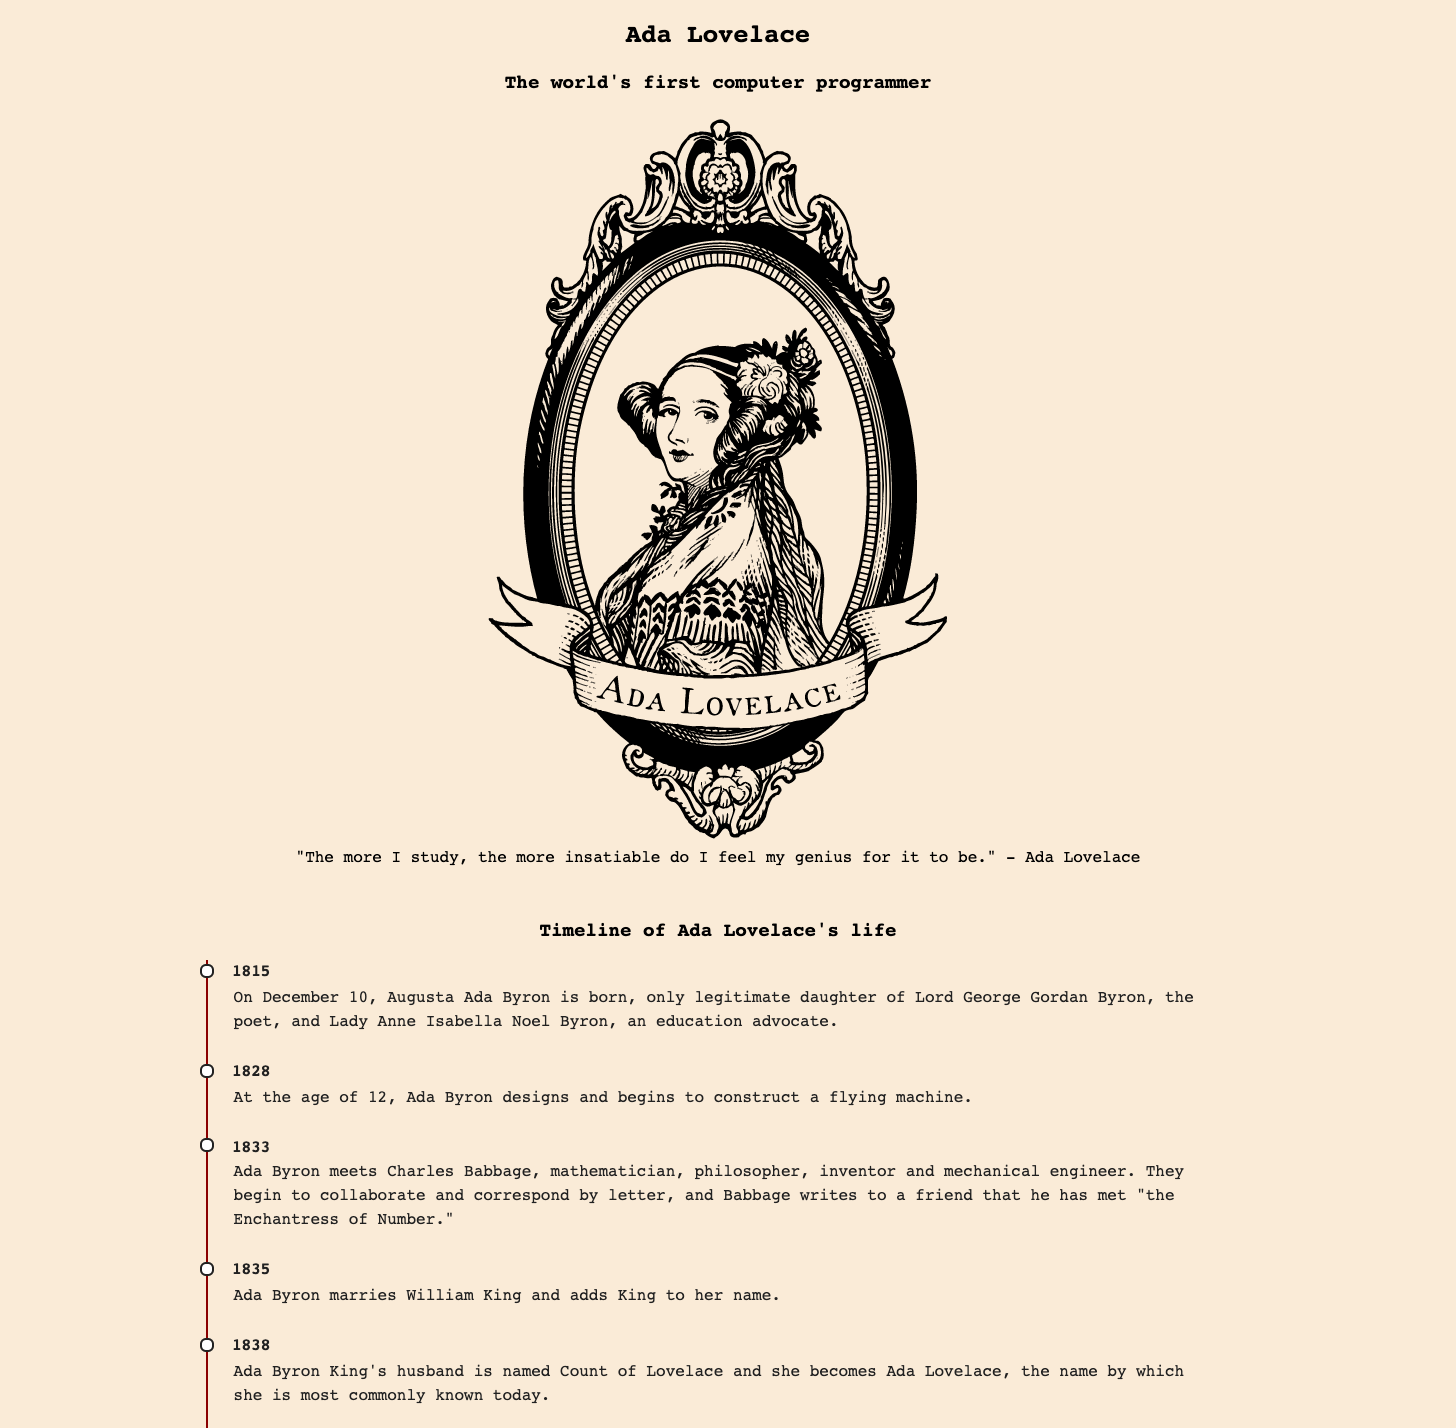 Ada Lovelace
The world's first computer programmer
ADA LOVELACE
"The more I study, the more insatiable do I feel my genius for it to be." – Ada Lovelace
Timeline of Ada Lovelace's life
1815
On December 10, Augusta Ada Byron is born, only legitimate daughter of Lord George Gordan Byron, the
poet, and Lady Anne Isabella Noel Byron, an education advocate.
1828
At the age of 12, Ada Byron designs and begins to construct a flying machine.
1833
Ada Byron meets Charles Babbage, mathematician, philosopher, inventor and mechanical engineer. They
begin to collaborate and correspond by letter, and Babbage writes to a friend that he has met "the
Enchantress of Number."
1835
Ada Byron marries William King and adds King to her name.
1838
Ada Byron King's husband is named Count of Lovelace and she becomes Ada Lovelace, the name by which
she is most commonly known today.